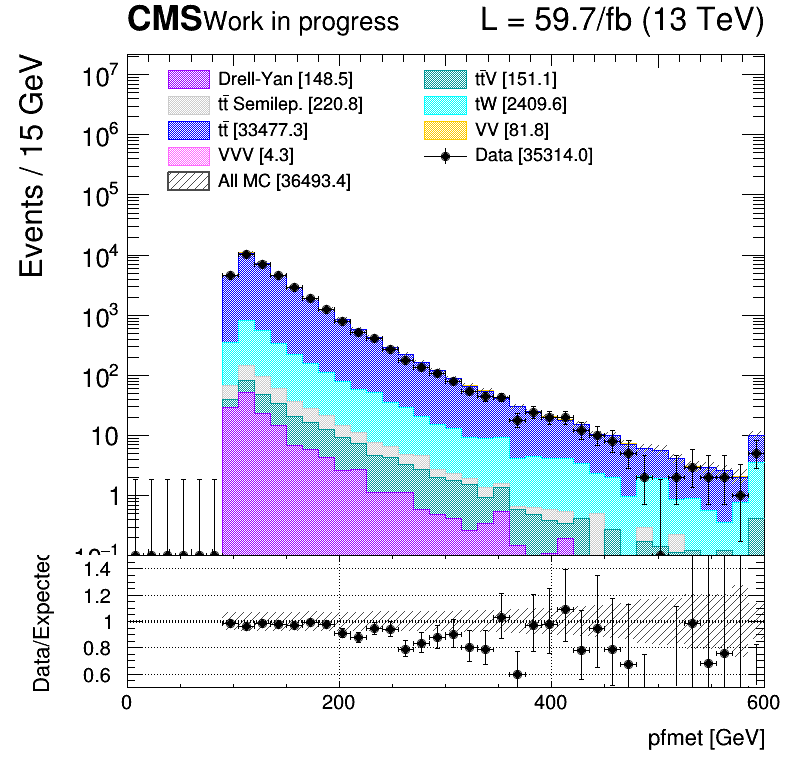 CMS Work in progress L = 59.7/fb (13 TeV)
Events / 15 GeV
Drell-Yan [148.5] tt̄V [151.1]
tt̄ Semilep. [220.8] tW [2409.6]
tt̄ [33477.3] VV [81.8]
VVV [4.3] Data [35314.0]
All MC [36493.4]
10⁷
10⁶
10⁵
10⁴
10³
10²
10
1
10⁻¹
Data/Expected
1.4
1.2
1
0.8
0.6
0 200 400 600
pfmet [GeV]